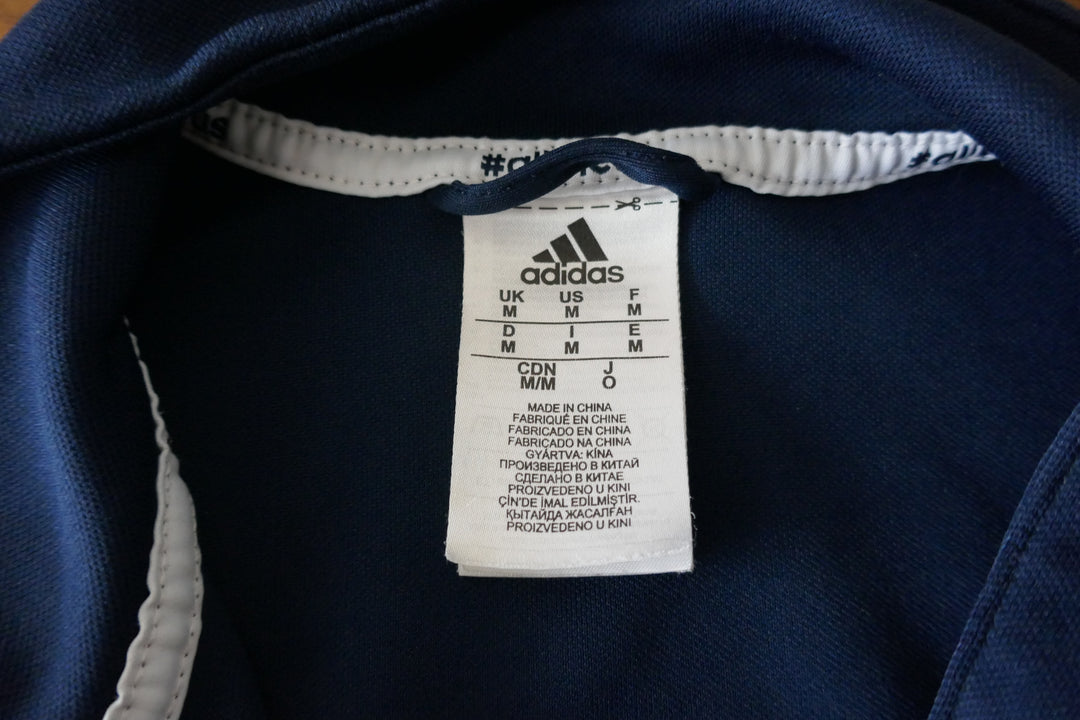 adidas
UK US F
M M M
D I E
M M M
CDN J
M/M O
MADE IN CHINA
FABRIQUÉ EN CHINE
FABRICADO EN CHINA
FABRICADO NA CHINA
GYÁRTVA: KÍNA
ПРОИЗВЕДЕНО В КИТАЙ
СДЕЛАНО В КИТАЕ
PROIZVEDENO U KINI
ÇİN'DE İMAL EDİLMİŞTİR.
ҚЫТАЙДА ЖАСАЛҒАН
PROIZVEDENO U KINI